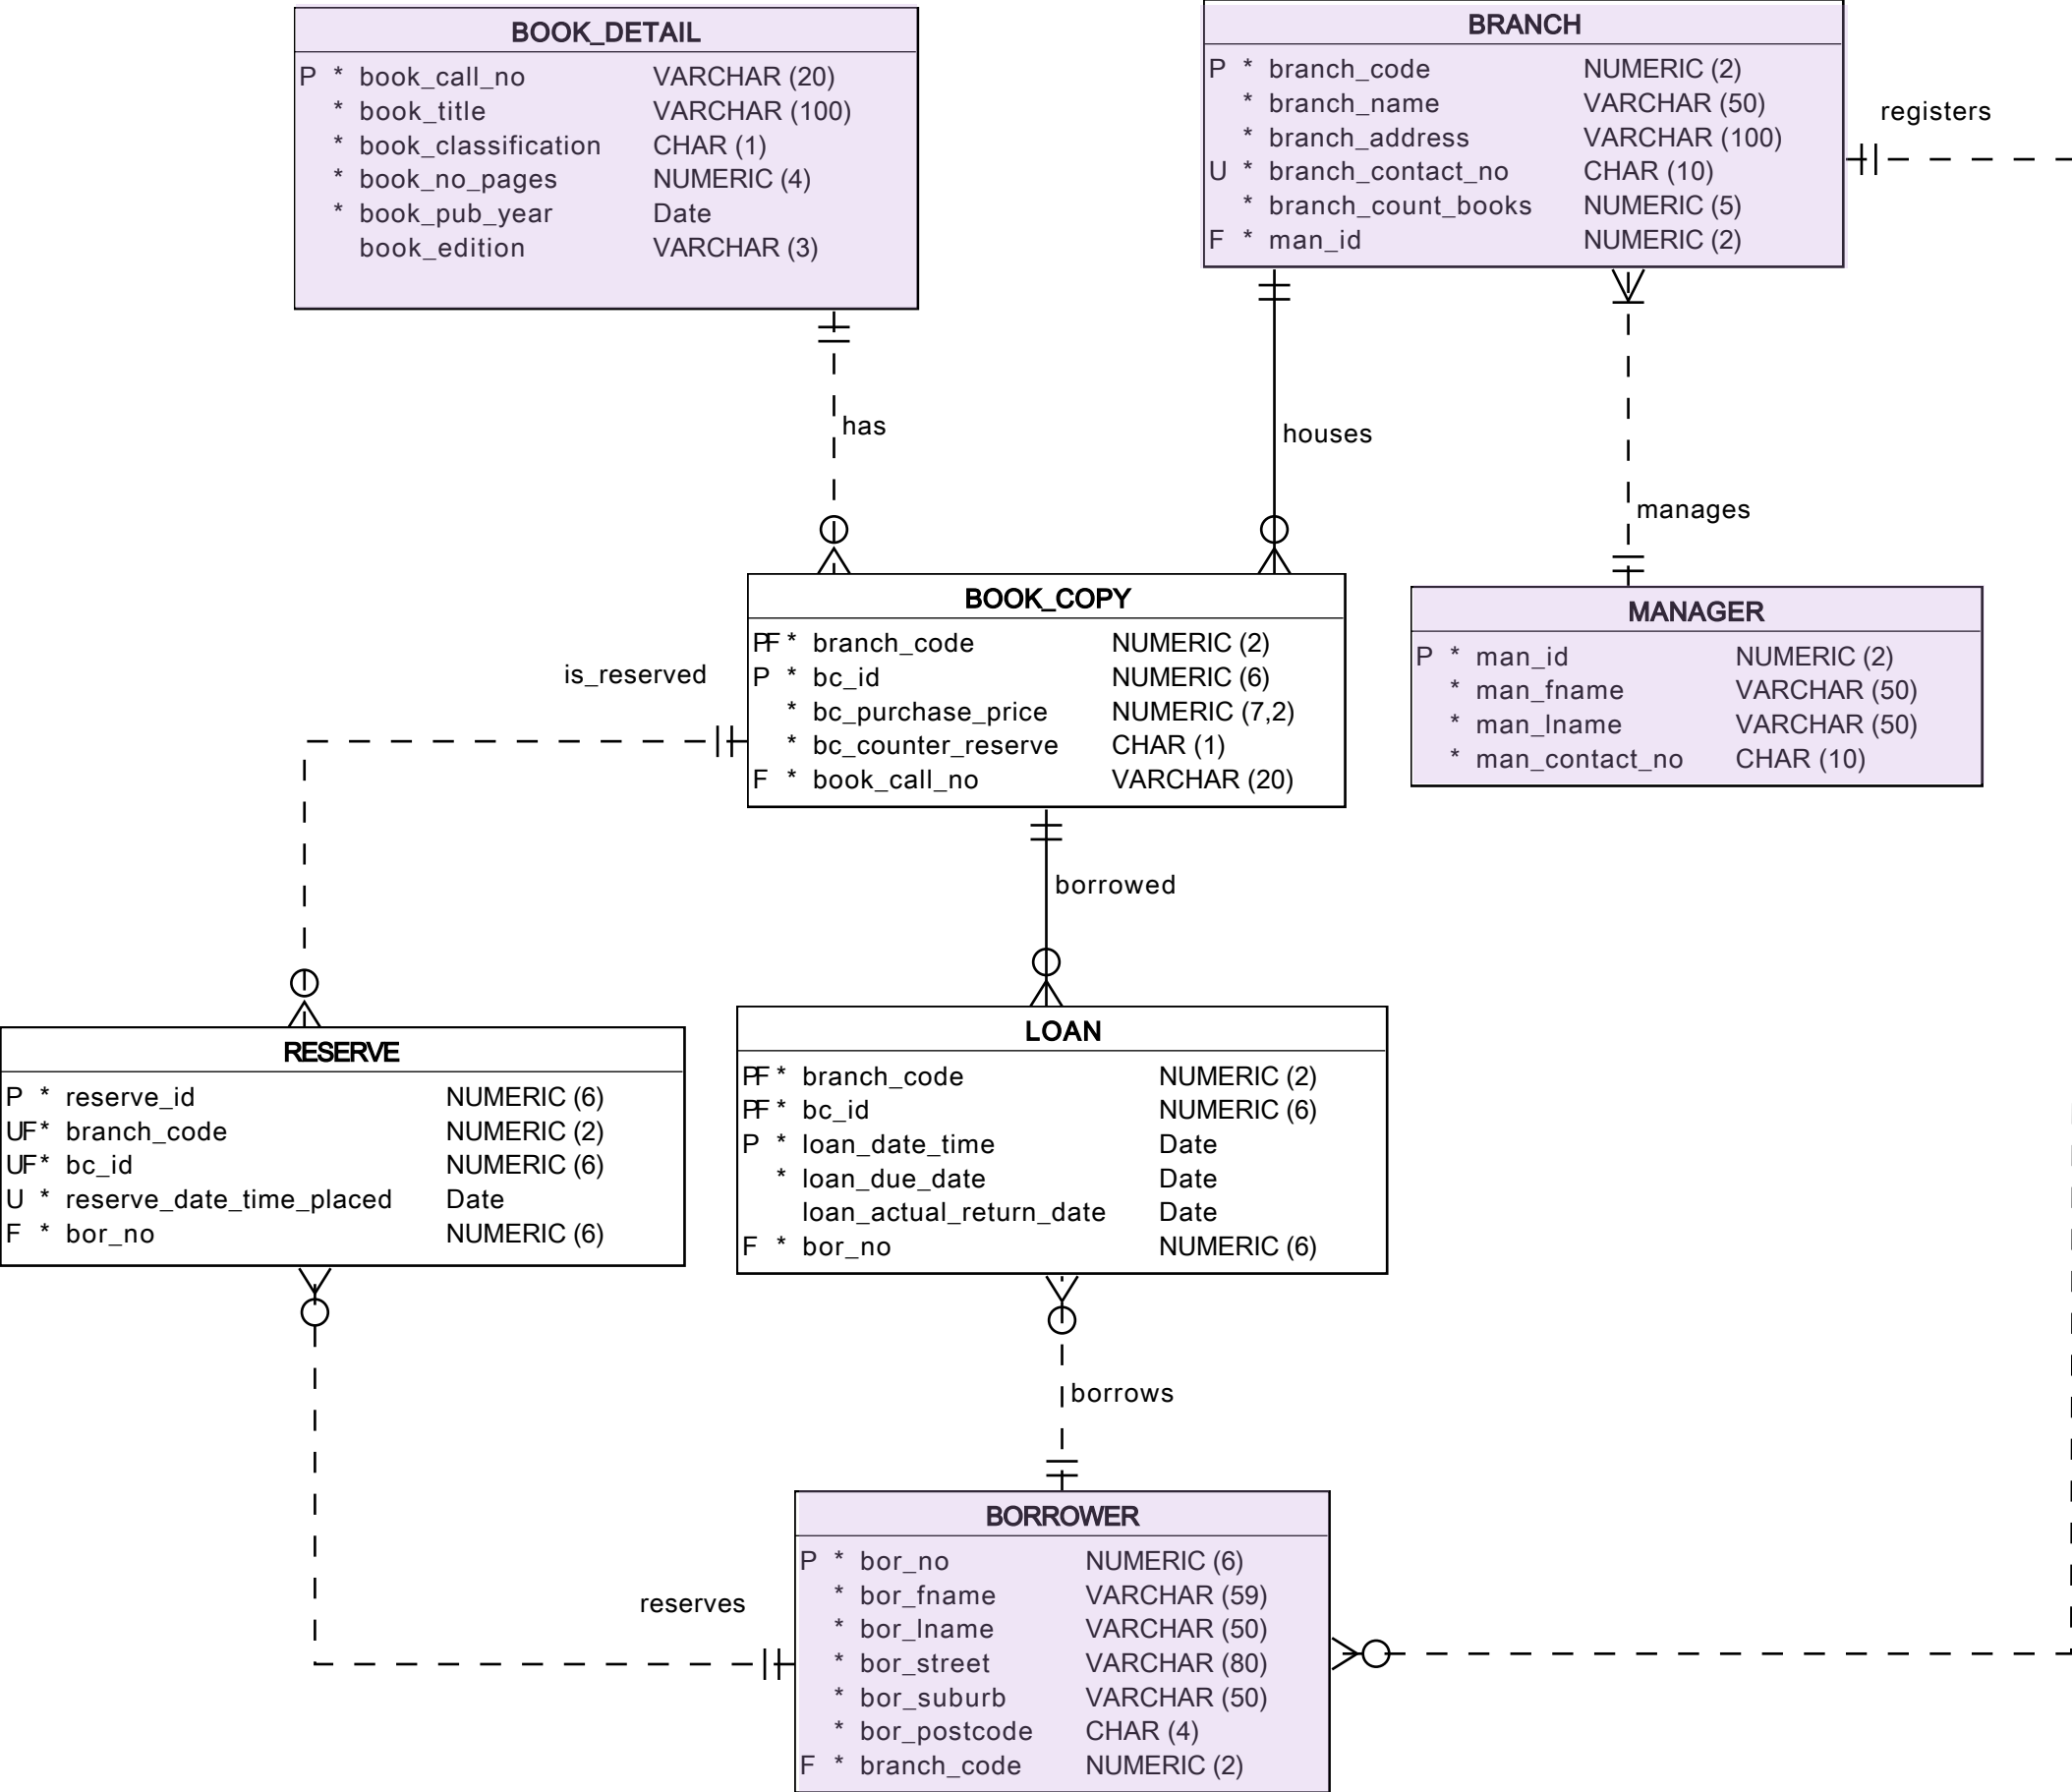 BOOK_DETAIL
P * book_call_no VARCHAR (20)
* book_title VARCHAR (100)
* book_classification CHAR (1)
* book_no_pages NUMERIC (4)
* book_pub_year Date
book_edition VARCHAR (3)
BRANCH
P * branch_code NUMERIC (2)
* branch_name VARCHAR (50)
* branch_address VARCHAR (100)
U * branch_contact_no CHAR (10)
* branch_count_books NUMERIC (5)
F * man_id NUMERIC (2)
registers
has
houses
manages
BOOK_COPY
PF * branch_code NUMERIC (2)
P * bc_id NUMERIC (6)
* bc_purchase_price NUMERIC (7,2)
* bc_counter_reserve CHAR (1)
F * book_call_no VARCHAR (20)
MANAGER
P * man_id NUMERIC (2)
* man_fname VARCHAR (50)
* man_lname VARCHAR (50)
* man_contact_no CHAR (10)
is_reserved
borrowed
RESERVE
P * reserve_id NUMERIC (6)
UF * branch_code NUMERIC (2)
UF * bc_id NUMERIC (6)
U * reserve_date_time_placed Date
F * bor_no NUMERIC (6)
LOAN
PF * branch_code NUMERIC (2)
PF * bc_id NUMERIC (6)
P * loan_date_time Date
* loan_due_date Date
loan_actual_return_date Date
F * bor_no NUMERIC (6)
borrows
reserves
BORROWER
P * bor_no NUMERIC (6)
* bor_fname VARCHAR (59)
* bor_lname VARCHAR (50)
* bor_street VARCHAR (80)
* bor_suburb VARCHAR (50)
* bor_postcode CHAR (4)
F * branch_code NUMERIC (2)